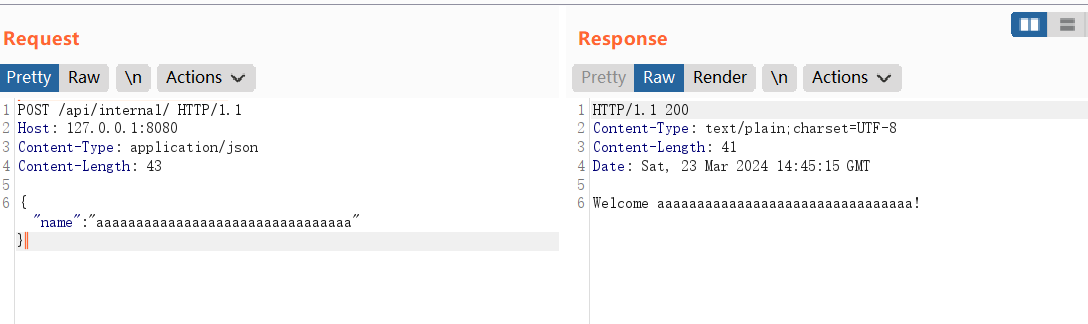 Request
Pretty Raw \n Actions
1 POST /api/internal/ HTTP/1.1
2 Host: 127.0.0.1:8080
3 Content-Type: application/json
4 Content-Length: 43
5
6 {
"name":"aaaaaaaaaaaaaaaaaaaaaaaaaaaaaaaa"
}
Response
Pretty Raw Render \n Actions
1 HTTP/1.1 200
2 Content-Type: text/plain;charset=UTF-8
3 Content-Length: 41
4 Date: Sat, 23 Mar 2024 14:45:15 GMT
5
6 Welcome aaaaaaaaaaaaaaaaaaaaaaaaaaaaaaaa!